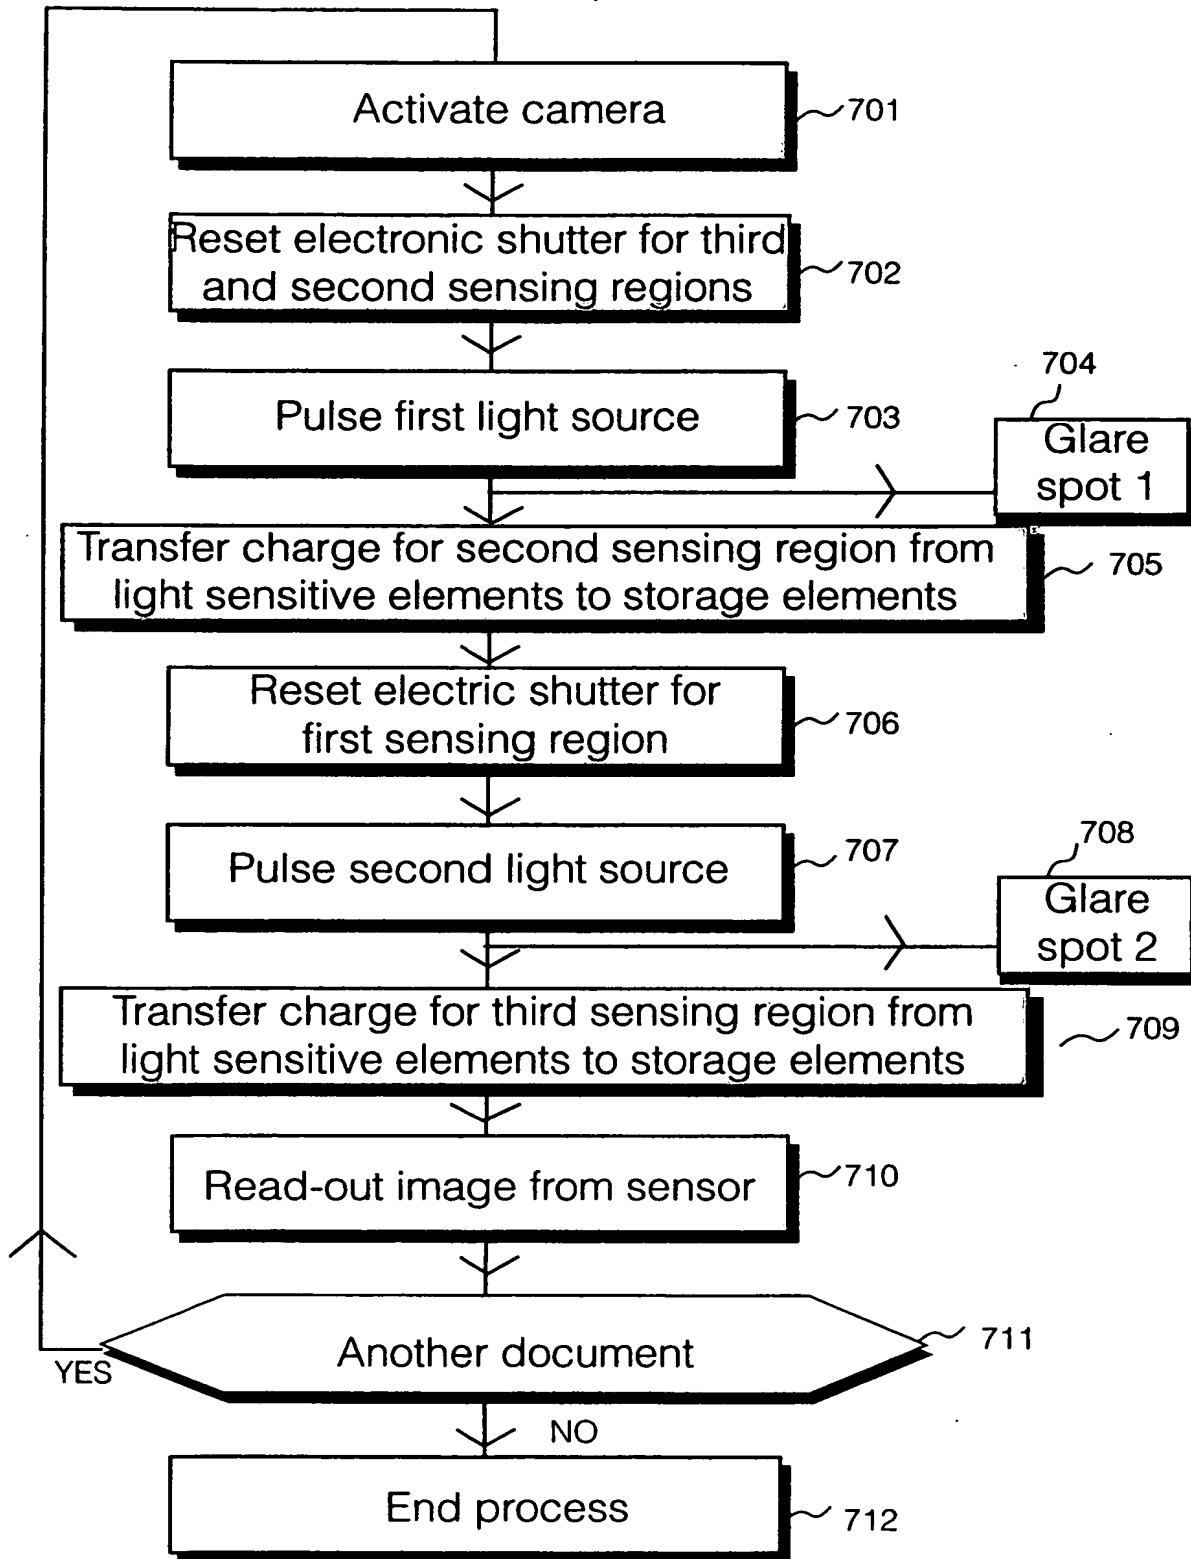 Activate camera
701
Reset electronic shutter for third
and second sensing regions
702
Pulse first light source
703
704
Glare
spot 1
Transfer charge for second sensing region from
light sensitive elements to storage elements
705
Reset electric shutter for
first sensing region
706
Pulse second light source
707
708
Glare
spot 2
Transfer charge for third sensing region from
light sensitive elements to storage elements
709
Read-out image from sensor
710
Another document
711
YES
NO
End process
712